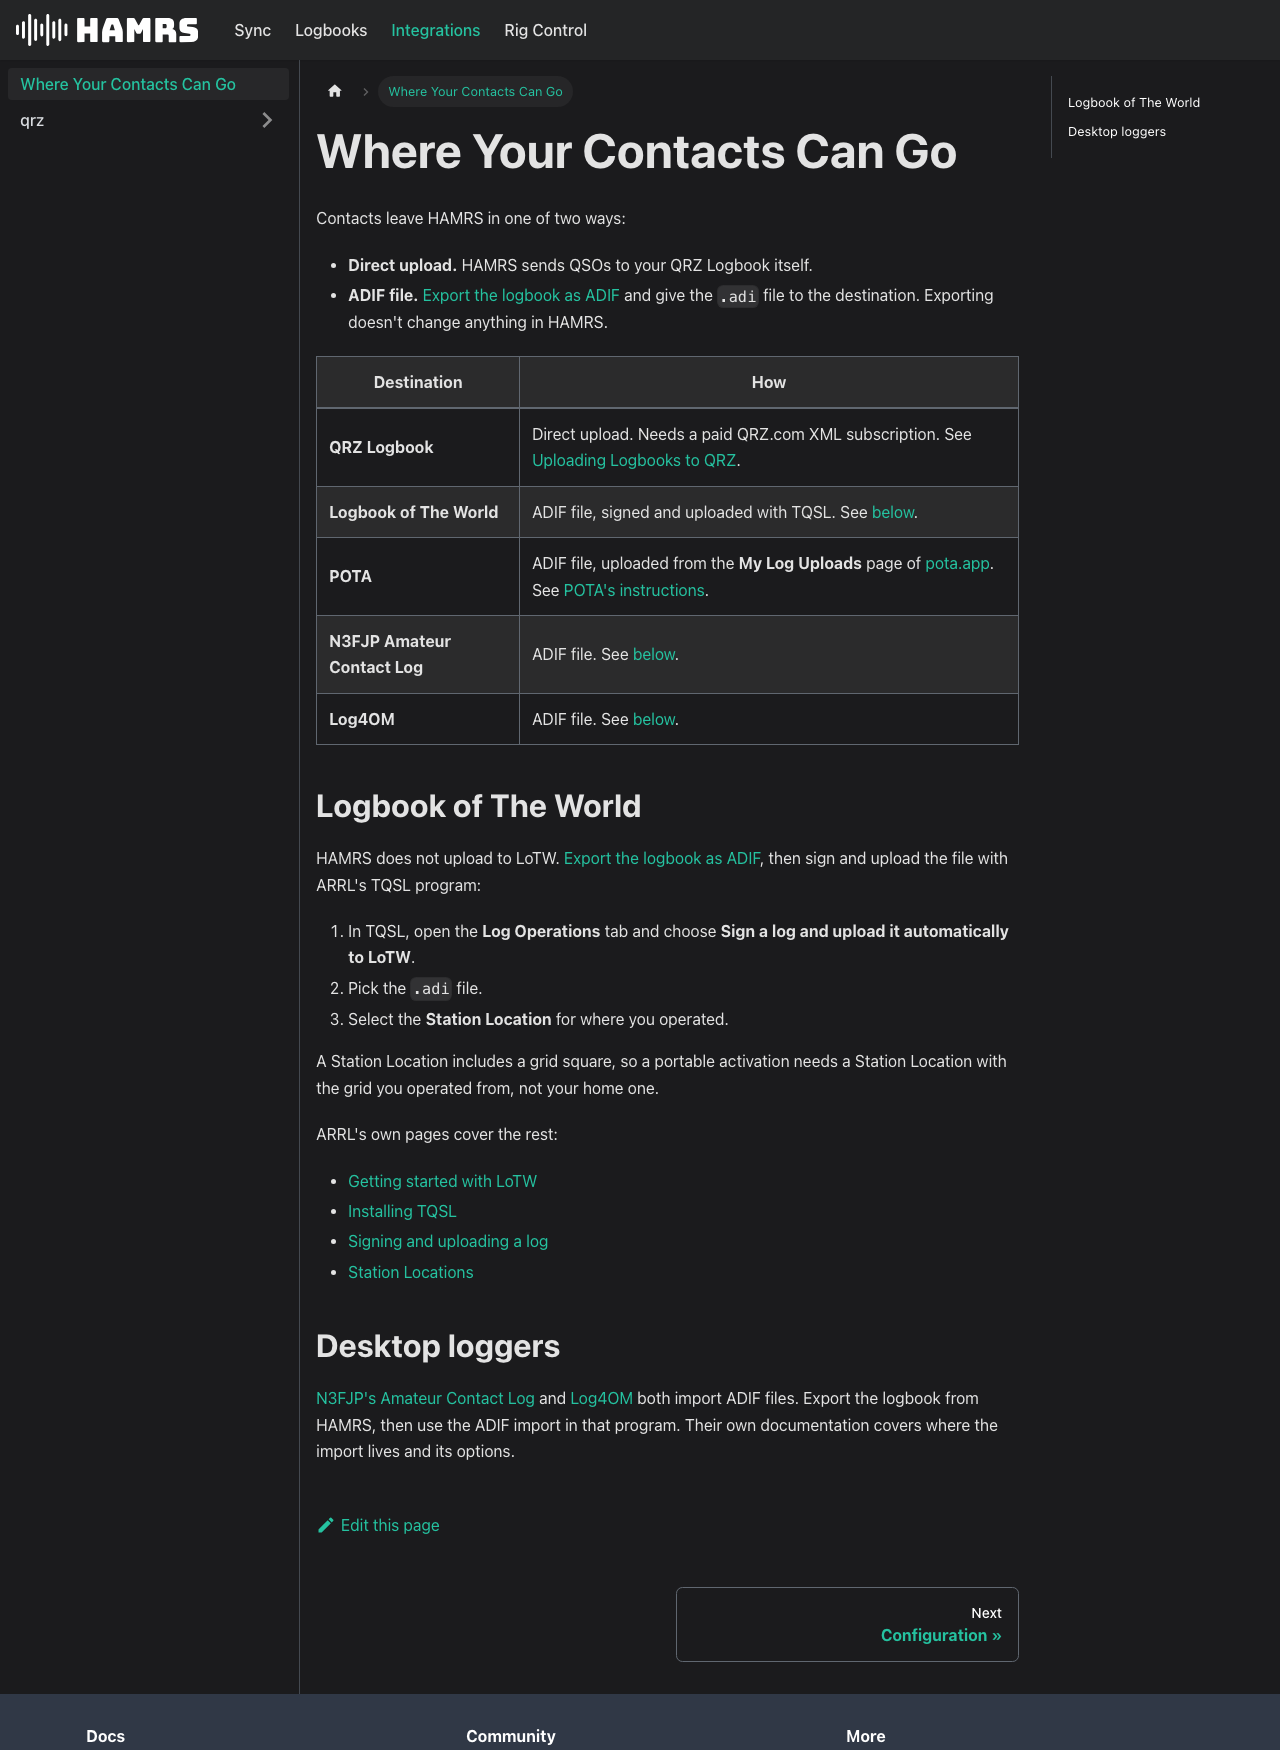 HAMRS
Sync
Logbooks
Integrations
Rig Control
Where Your Contacts Can Go
qrz
Where Your Contacts Can Go
Logbook of The World
Desktop loggers
Where Your Contacts Can Go
Contacts leave HAMRS in one of two ways:
Direct upload. HAMRS sends QSOs to your QRZ Logbook itself.
ADIF file. Export the logbook as ADIF and give the .adi file to the destination. Exporting
doesn't change anything in HAMRS.
Destination
How
QRZ Logbook
Direct upload. Needs a paid QRZ.com XML subscription. See
Uploading Logbooks to QRZ.
Logbook of The World
ADIF file, signed and uploaded with TQSL. See below.
POTA
ADIF file, uploaded from the My Log Uploads page of pota.app.
See POTA's instructions.
N3FJP Amateur
Contact Log
ADIF file. See below.
Log4OM
ADIF file. See below.
Logbook of The World
HAMRS does not upload to LoTW. Export the logbook as ADIF, then sign and upload the file with
ARRL's TQSL program:
1. In TQSL, open the Log Operations tab and choose Sign a log and upload it automatically
to LoTW.
2. Pick the .adi file.
3. Select the Station Location for where you operated.
A Station Location includes a grid square, so a portable activation needs a Station Location with
the grid you operated from, not your home one.
ARRL's own pages cover the rest:
Getting started with LoTW
Installing TQSL
Signing and uploading a log
Station Locations
Desktop loggers
N3FJP's Amateur Contact Log and Log4OM both import ADIF files. Export the logbook from
HAMRS, then use the ADIF import in that program. Their own documentation covers where the
import lives and its options.
Edit this page
Next
Configuration »
Docs
Community
More